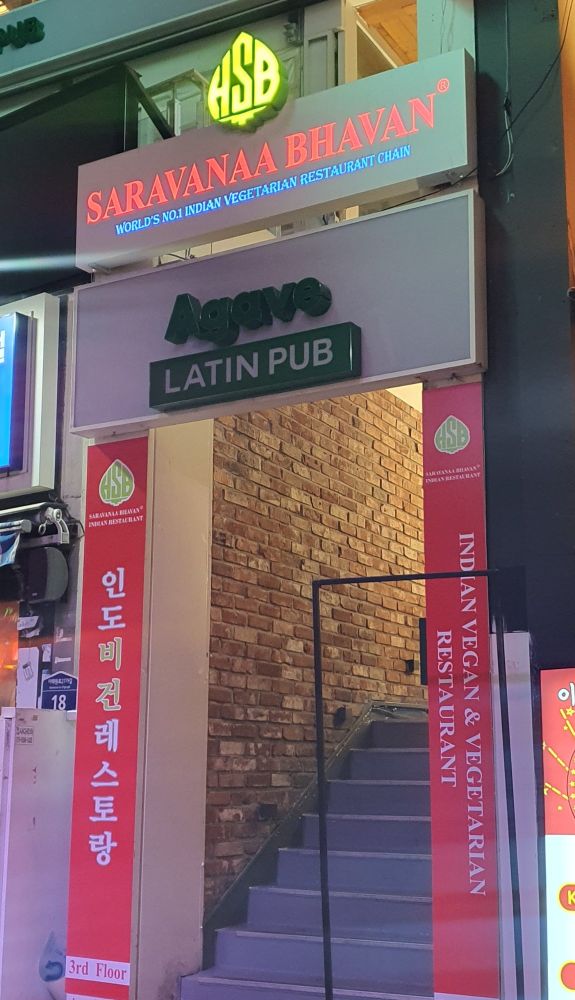 PUB
HSB
SARAVANAA BHAVAN®
WORLD'S NO.1 INDIAN VEGETARIAN RESTAURANT CHAIN
Agave
LATIN PUB
HSB
SARAVANAA BHAVAN®
INDIAN RESTAURANT
인도비건레스토랑
3rd Floor
HSB
SARAVANAA BHAVAN®
INDIAN RESTAURANT
INDIAN VEGAN & VEGETARIAN
RESTAURANT
18
K